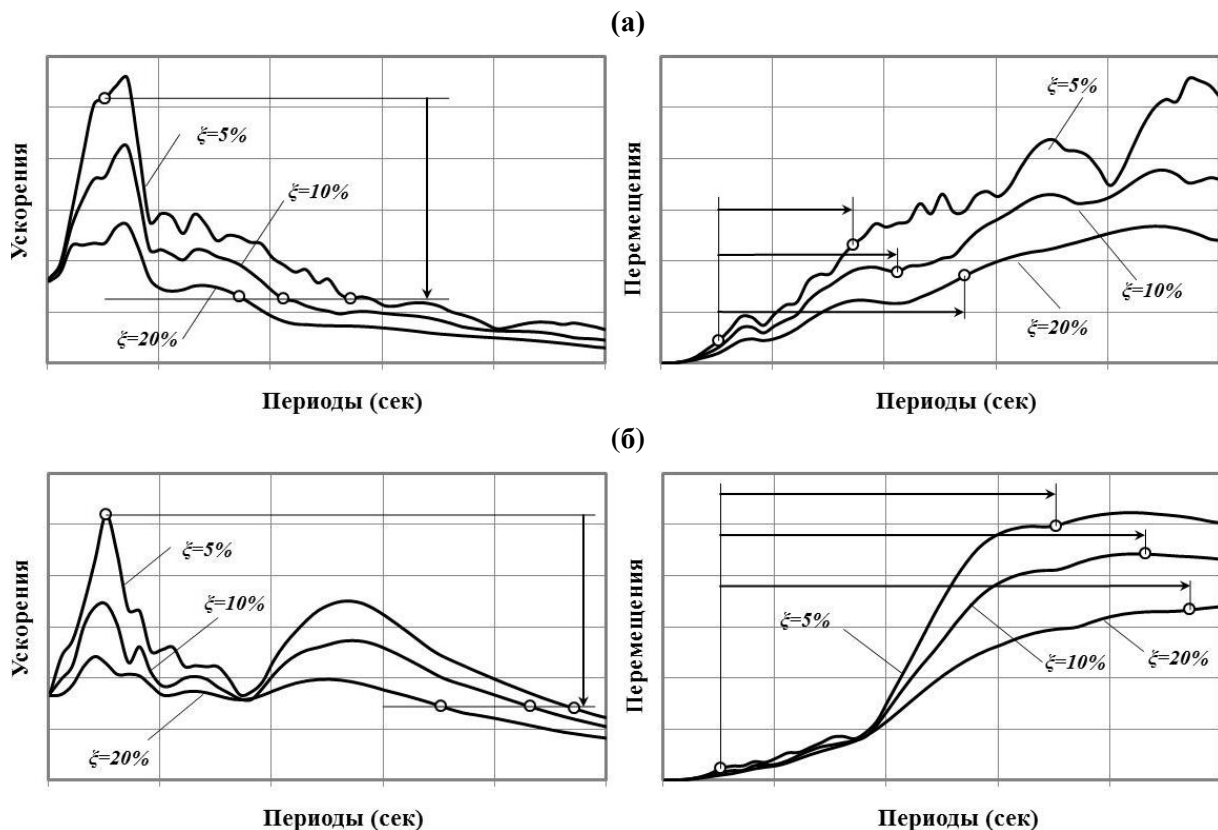 (а)
Ускорения
ξ=5%
ξ=10%
ξ=20%
Периоды (сек)
Перемещения
ξ=5%
ξ=10%
ξ=20%
Периоды (сек)
(б)
Ускорения
ξ=5%
ξ=10%
ξ=20%
Периоды (сек)
Перемещения
ξ=5%
ξ=10%
ξ=20%
Периоды (сек)